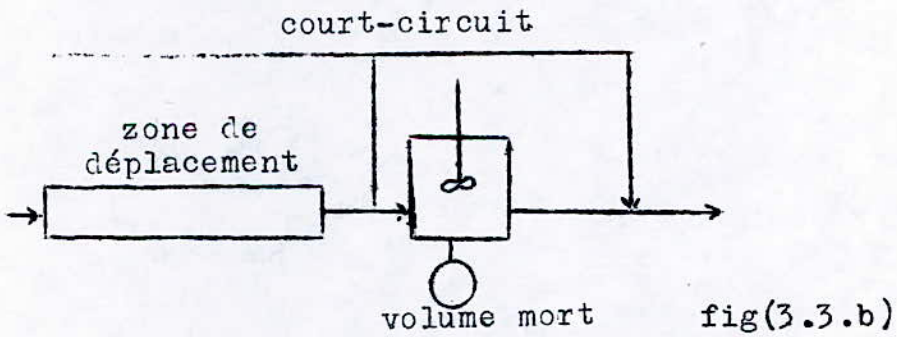 court-circuit
zone de
déplacement
volume mort
fig(3.3.b)